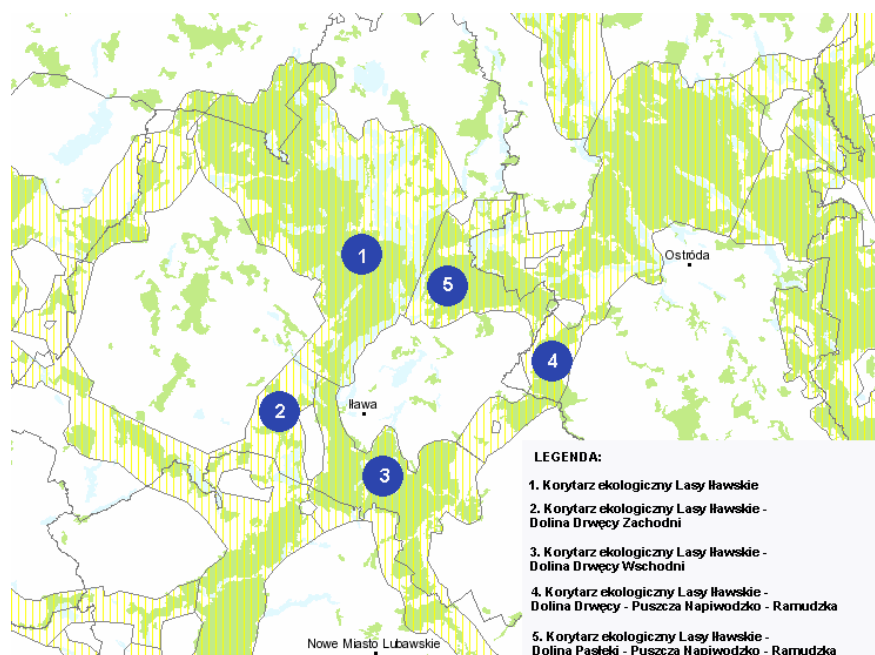 1
5
Ostróda
4
Iława
2
3
LEGENDA:
1. Korytarz ekologiczny Lasy Iławskie
2. Korytarz ekologiczny Lasy Iławskie -
Dolina Drwęcy Zachodni
3. Korytarz ekologiczny Lasy Iławskie -
Dolina Drwęcy Wschodni
4. Korytarz ekologiczny Lasy Iławskie -
Dolina Drwęcy - Puszcza Napiwodzko - Ramudzka
5. Korytarz ekologiczny Lasy Iławskie -
Dolina Pasłęki - Puszcza Napiwodzko - Ramudzka
Nowe Miasto Lubawskie